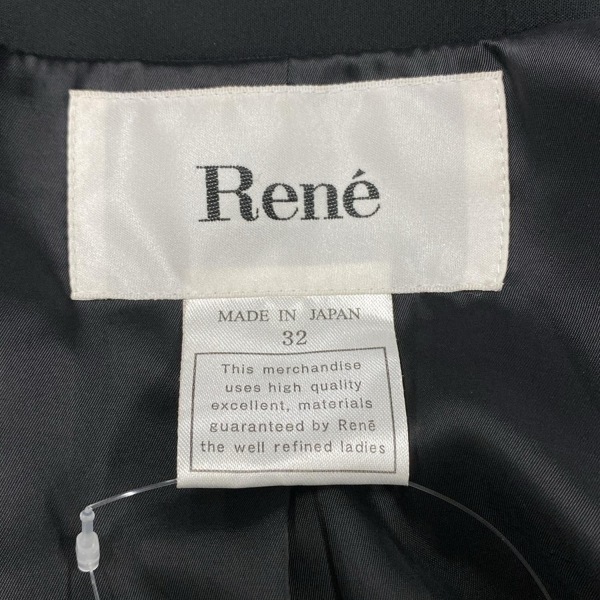 René
MADE IN JAPAN
32
This merchandise
uses high quality
excellent, materials
guaranteed by Renē
the well refined ladies